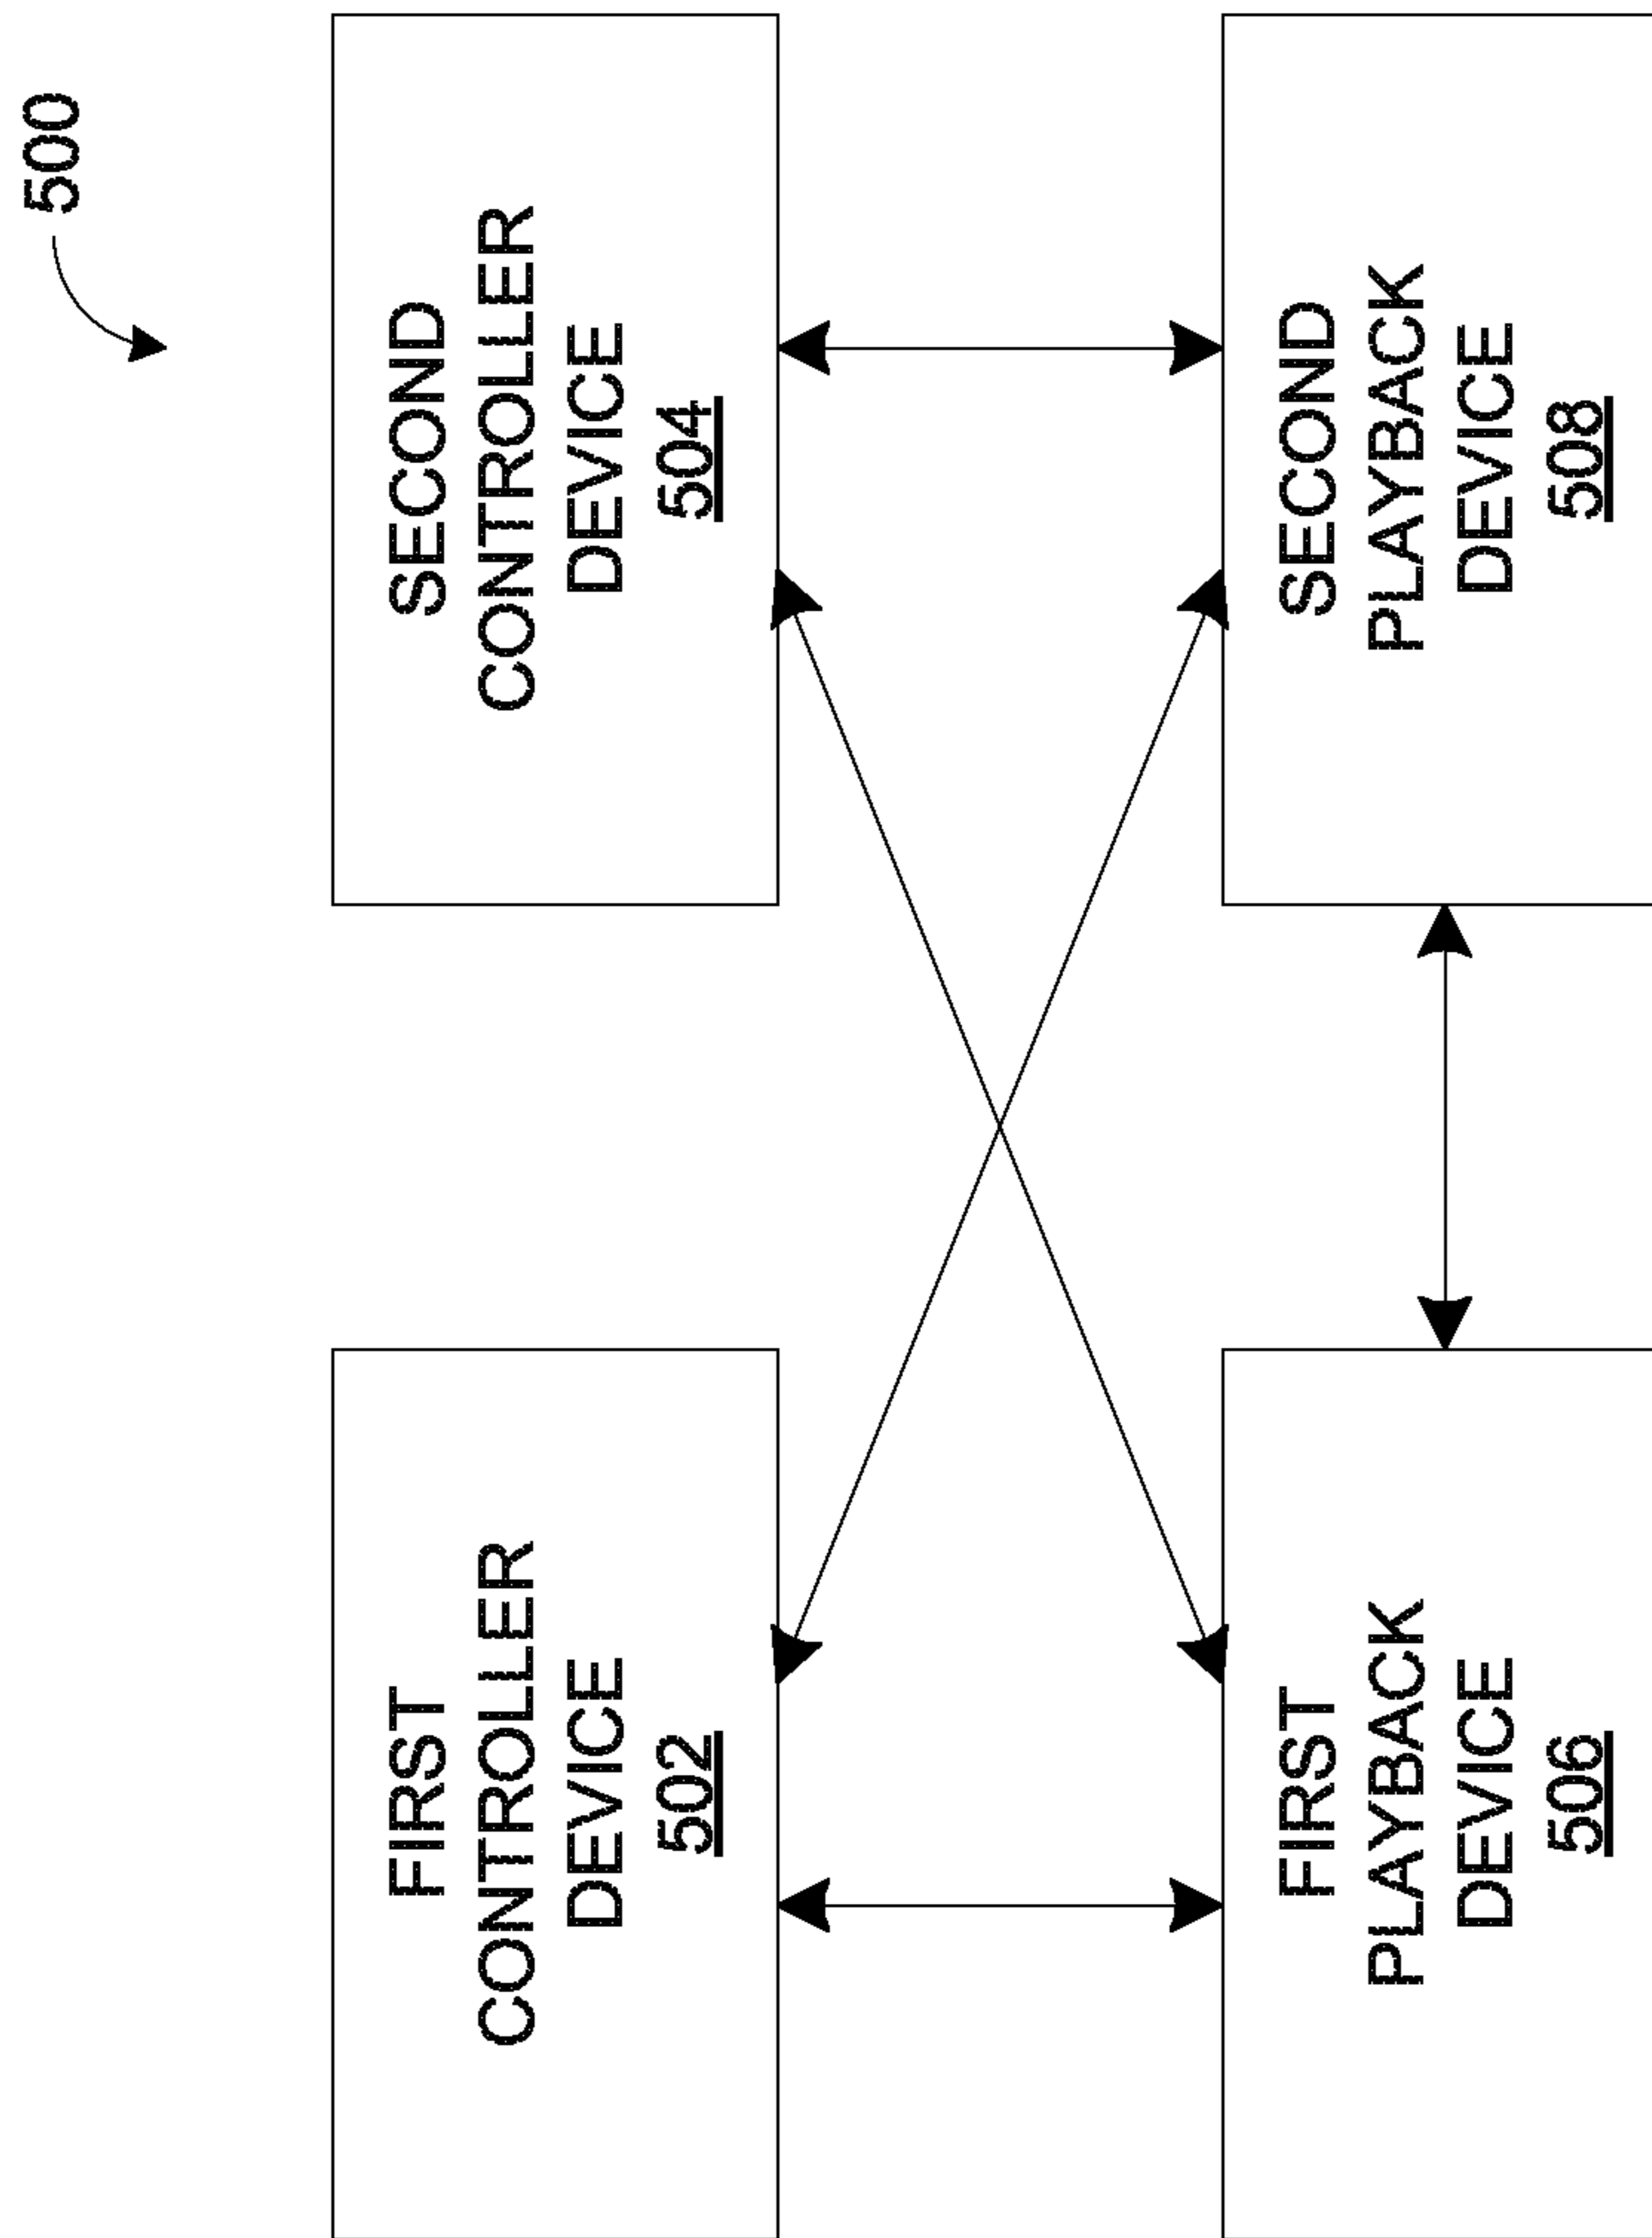 500
FIRST
CONTROLLER
DEVICE
502
SECOND
CONTROLLER
DEVICE
504
FIRST
PLAYBACK
DEVICE
506
SECOND
PLAYBACK
DEVICE
508